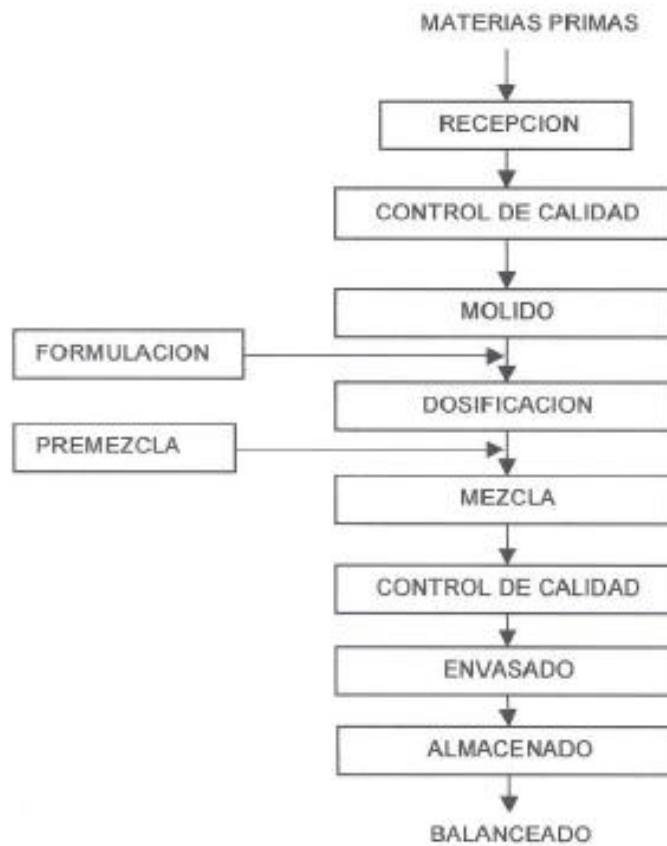 MATERIAS PRIMAS
RECEPCION
CONTROL DE CALIDAD
MOLIDO
FORMULACION
DOSIFICACION
PREMEZCLA
MEZCLA
CONTROL DE CALIDAD
ENVASADO
ALMACENADO
BALANCEADO